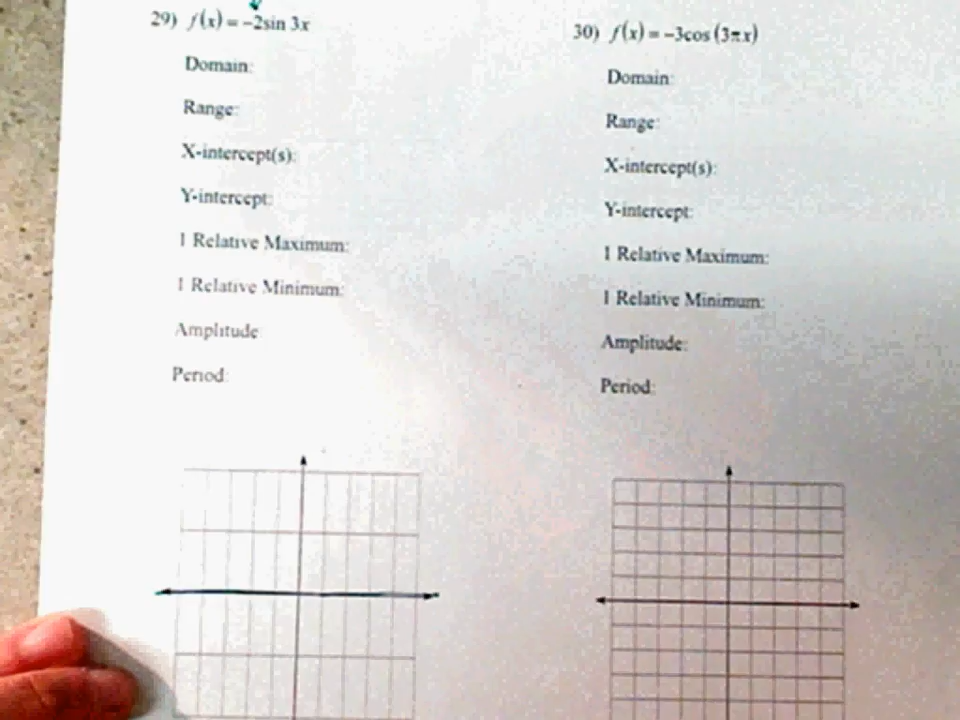 29) f(x) = -2sin 3x
Domain:
Range:
X-intercept(s):
Y-intercept:
1 Relative Maximum:
1 Relative Minimum:
Amplitude:
Period:
30) f(x) = -3cos (3πx)
Domain:
Range:
X-intercept(s):
Y-intercept:
1 Relative Maximum:
1 Relative Minimum:
Amplitude:
Period: